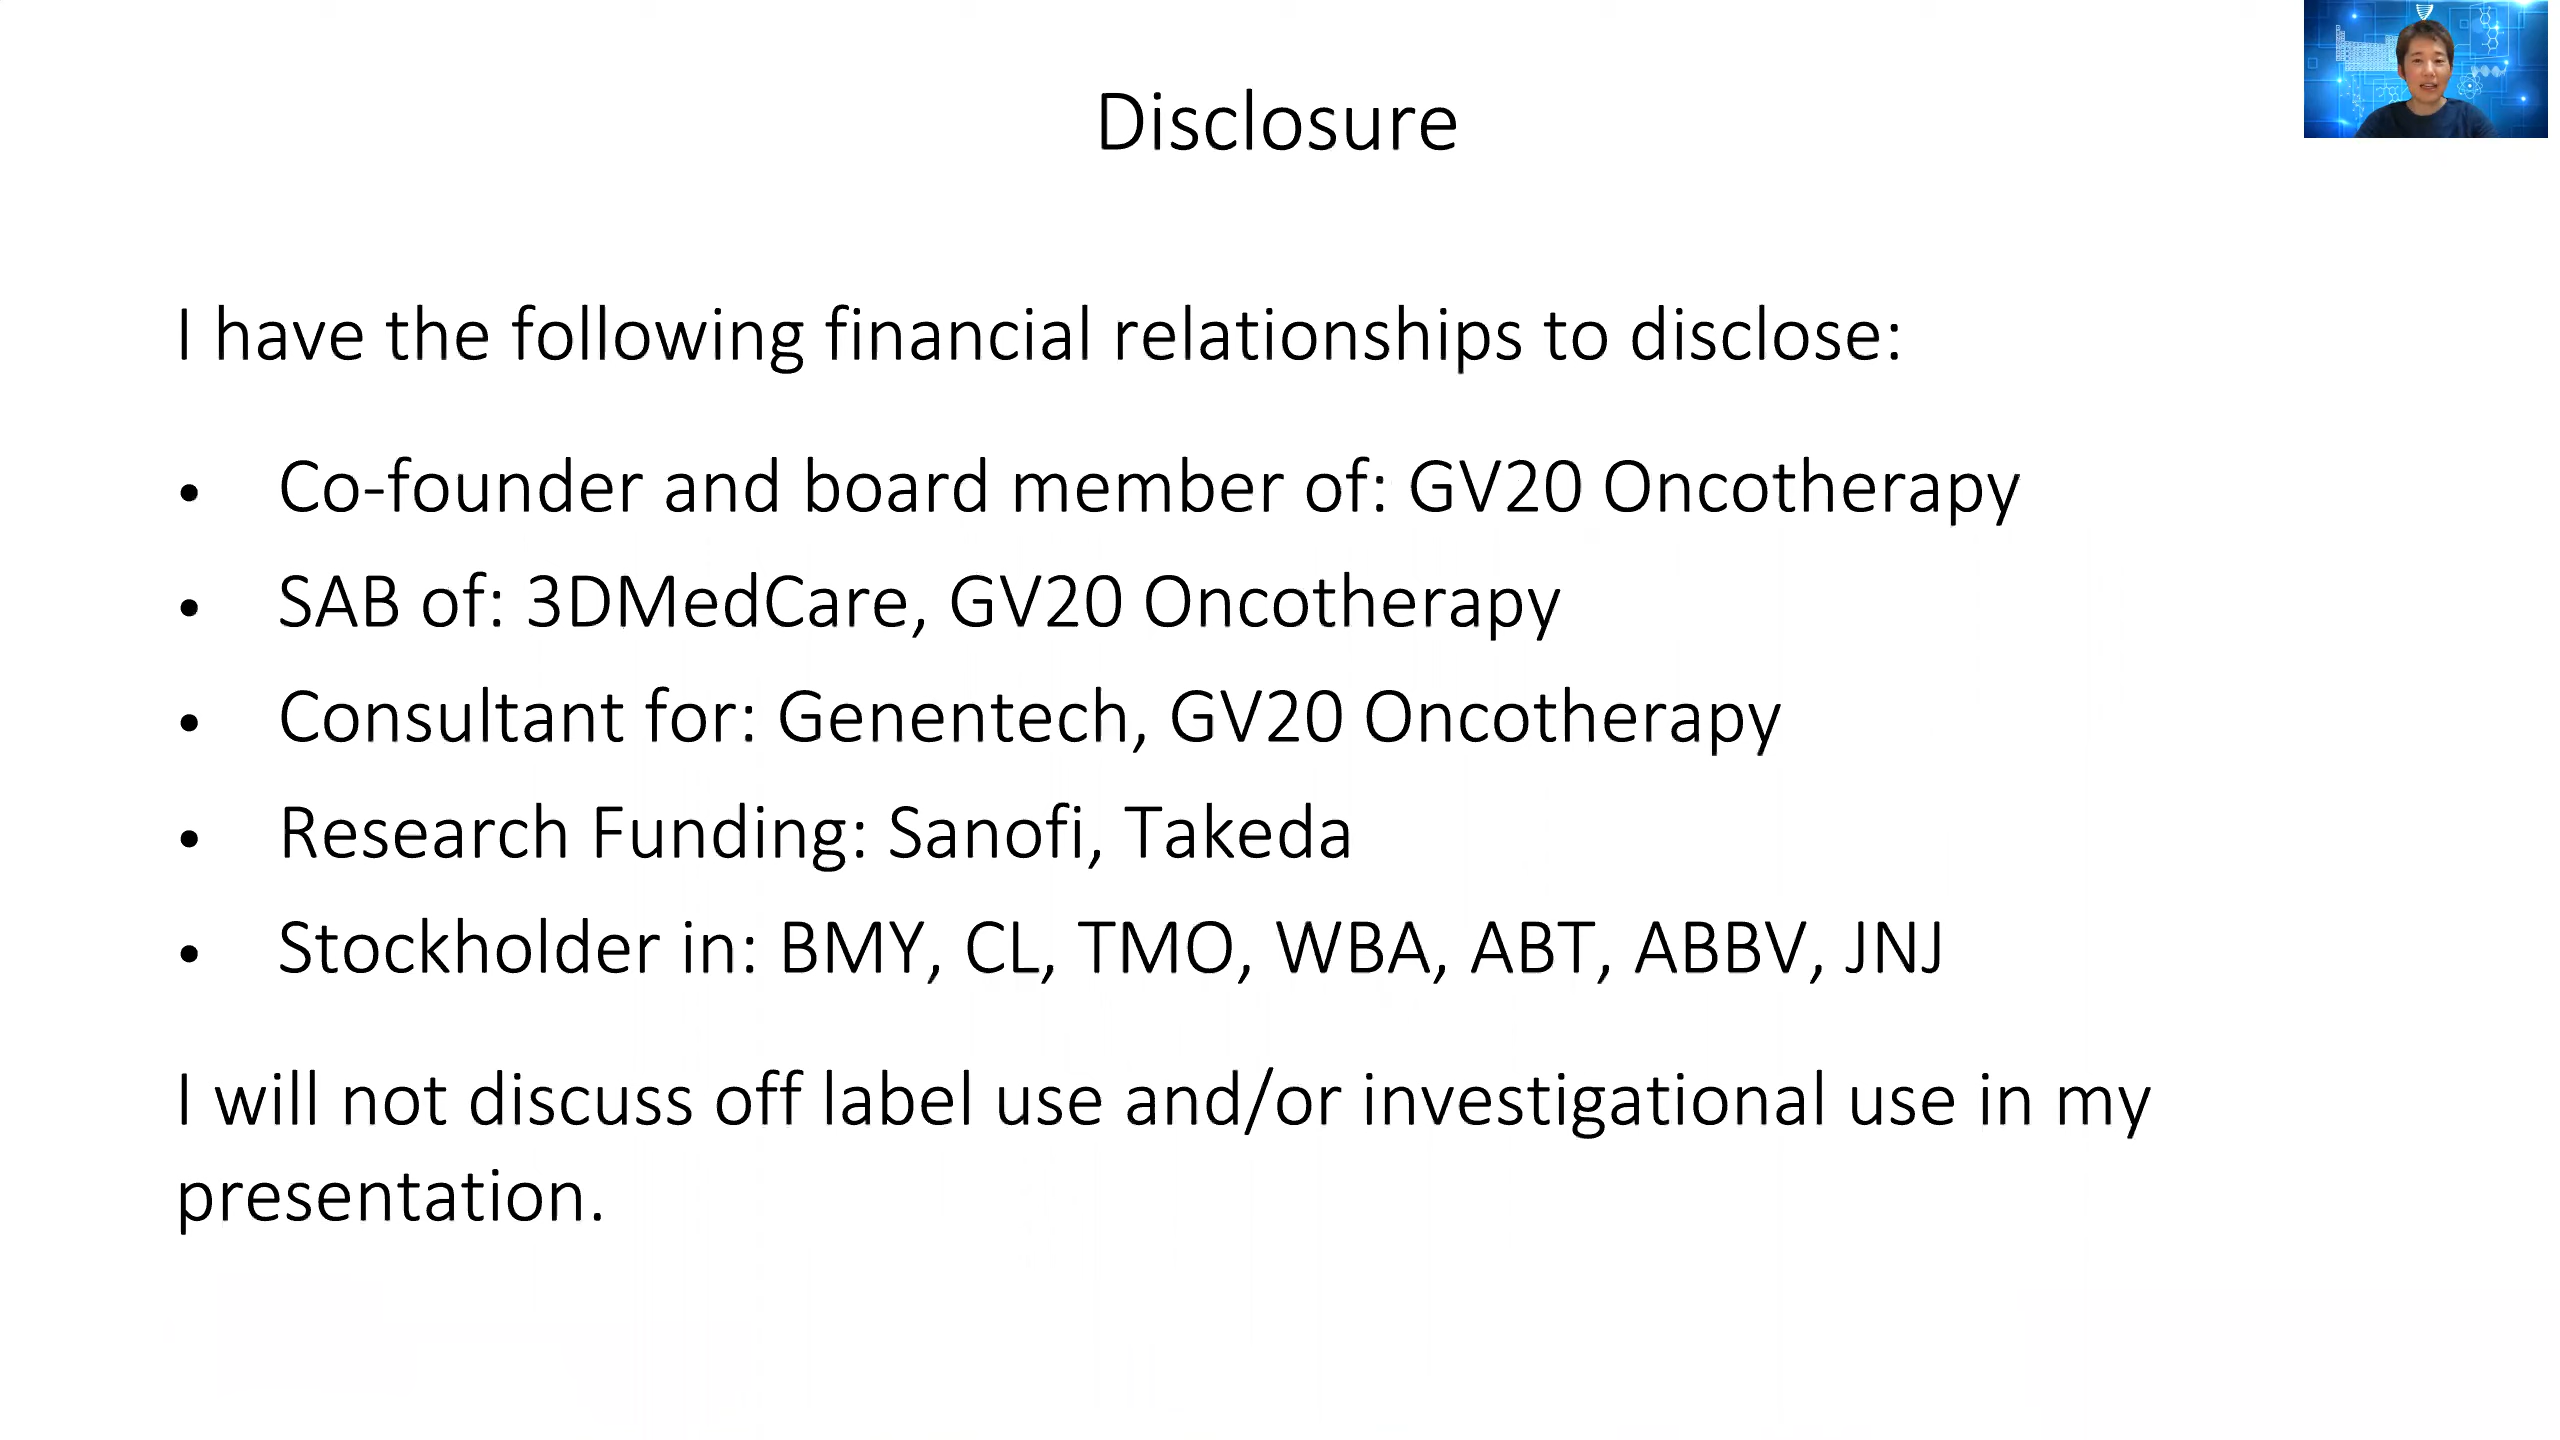 Disclosure
I have the following financial relationships to disclose:
• Co-founder and board member of: GV20 Oncotherapy
• SAB of: 3DMedCare, GV20 Oncotherapy
• Consultant for: Genentech, GV20 Oncotherapy
• Research Funding: Sanofi, Takeda
• Stockholder in: BMY, CL, TMO, WBA, ABT, ABBV, JNJ
I will not discuss off label use and/or investigational use in my
presentation.